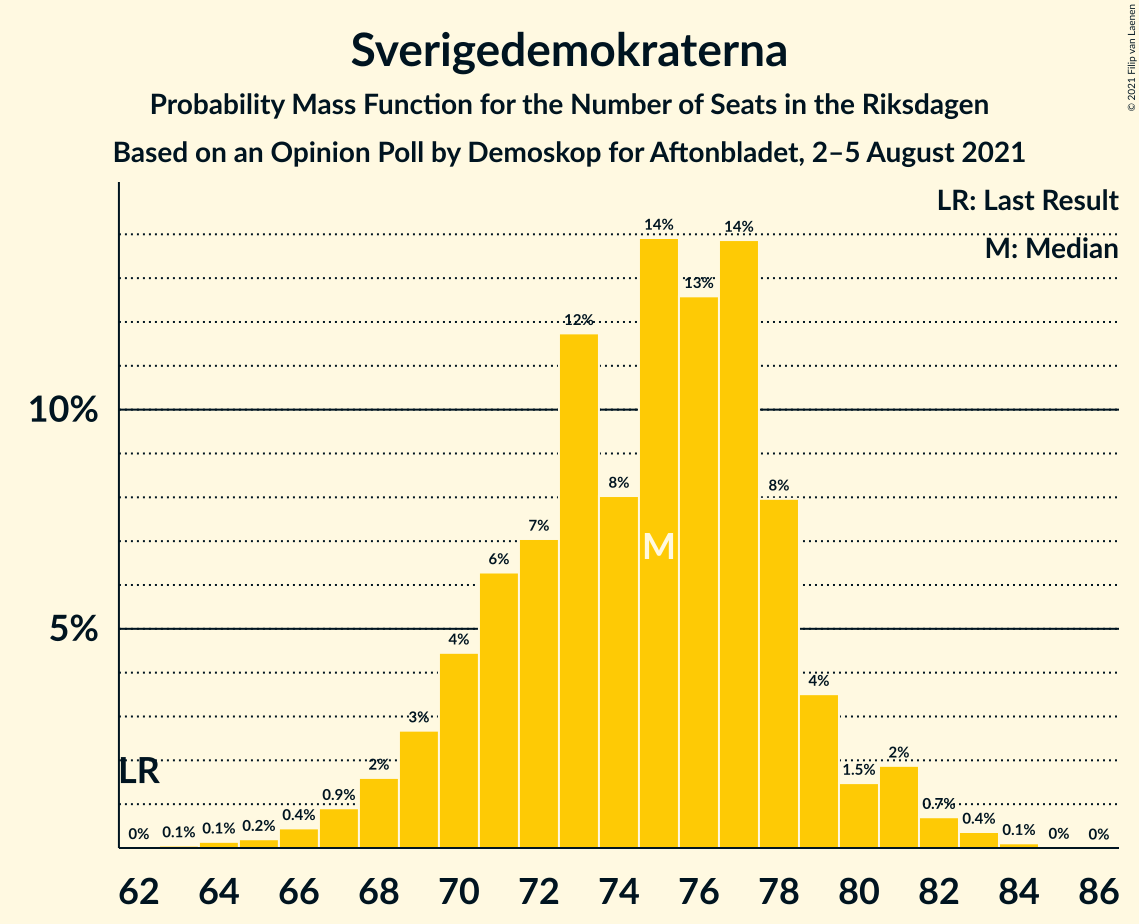 Sverigedemokraterna
Probability Mass Function for the Number of Seats in the Riksdagen
Based on an Opinion Poll by Demoskop for Aftonbladet, 2–5 August 2021
© 2021 Filip van Laenen
LR: Last Result
M: Median
10%
5%
0% 0.1% 0.1% 0.2% 0.4% 0.9% 2% 3% 4% 6% 7% 12% 8% 14% 13% 14% 8% 4% 1.5% 2% 0.7% 0.4% 0.1% 0% 0%
M
LR
62 64 66 68 70 72 74 76 78 80 82 84 86